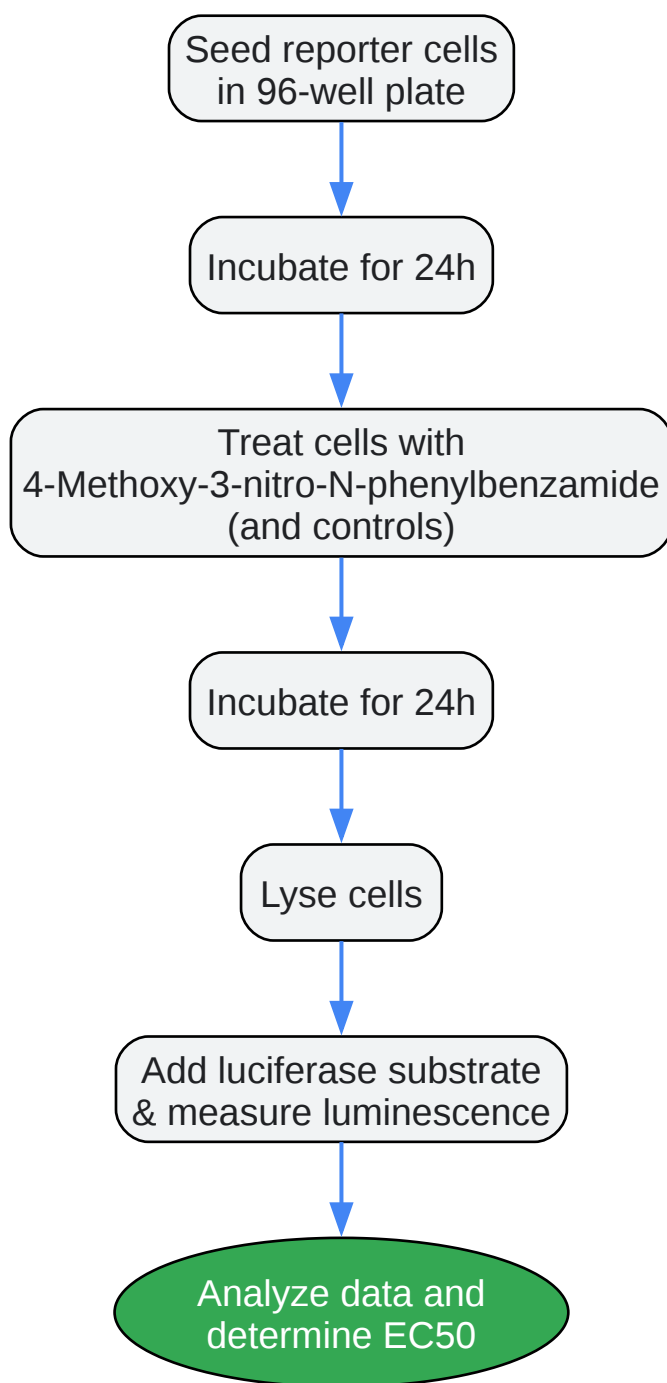 Seed reporter cells
in 96-well plate
Incubate for 24h
Treat cells with
4-Methoxy-3-nitro-N-phenylbenzamide
(and controls)
Incubate for 24h
Lyse cells
Add luciferase substrate
& measure luminescence
Analyze data and
determine EC50